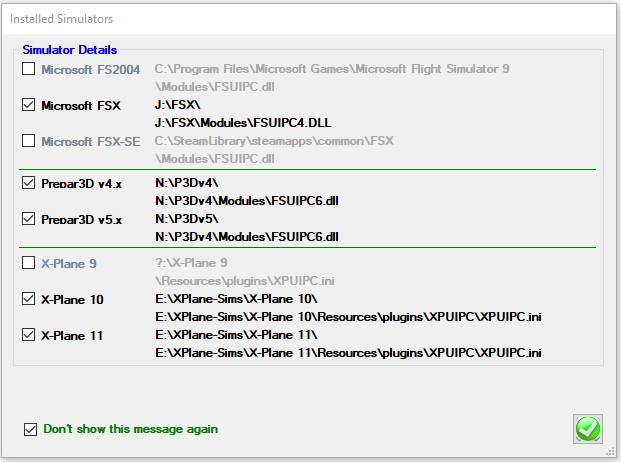 Installed Simulators
Simulator Details
Microsoft FS2004 C:\Program Files\Microsoft Games\Microsoft Flight Simulator 9
\Modules\FSUIPC.dll
Microsoft FSX J:\FSX\
J:\FSX\Modules\FSUIPC4.DLL
Microsoft FSX-SE C:\SteamLibrary\steamapps\common\FSX
\Modules\FSUIPC.dll
Prepar3D v4.x N:\P3Dv4\
N:\P3Dv4\Modules\FSUIPC6.dll
Prepar3D v5.x N:\P3Dv5\
N:\P3Dv4\Modules\FSUIPC6.dll
X-Plane 9 ?:\X-Plane 9
\Resources\plugins\XPUIPC.ini
X-Plane 10 E:\XPlane-Sims\X-Plane 10\
E:\XPlane-Sims\X-Plane 10\Resources\plugins\XPUIPC\XPUIPC.ini
X-Plane 11 E:\XPlane-Sims\X-Plane 11\
E:\XPlane-Sims\X-Plane 11\Resources\plugins\XPUIPC\XPUIPC.ini
Don't show this message again